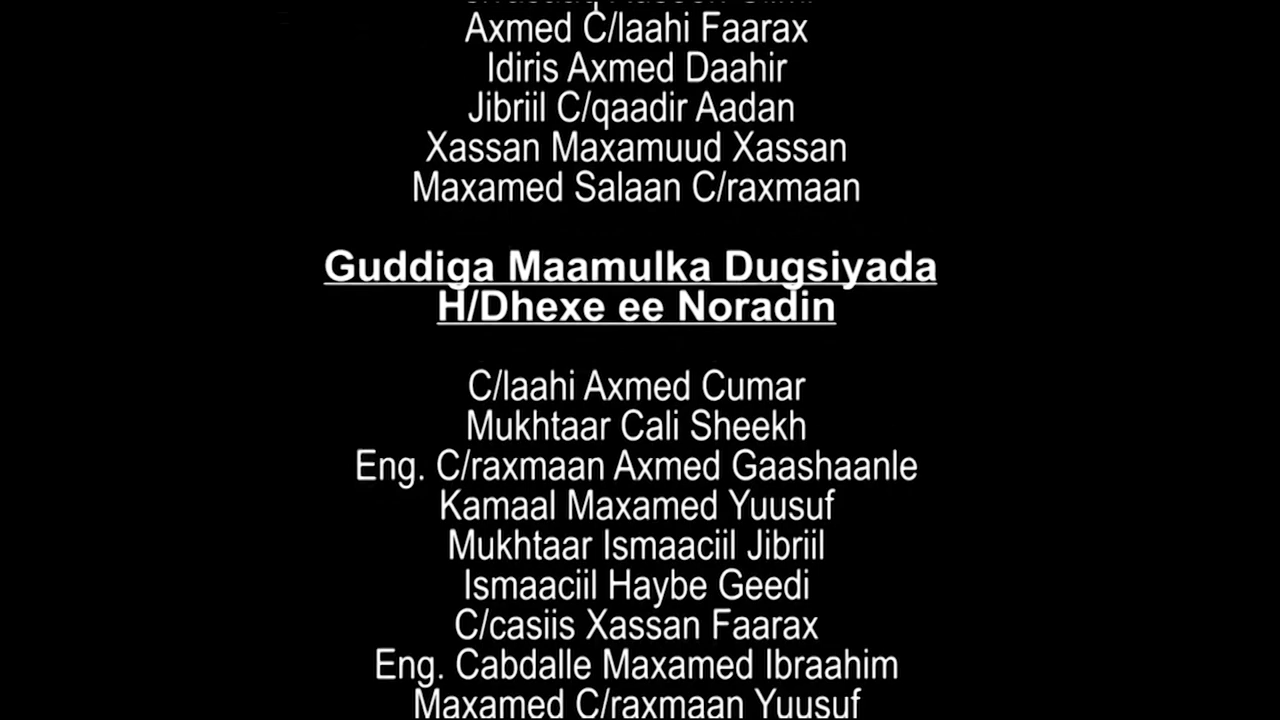 Axmed C/laahi Faarax
Idiris Axmed Daahir
Jibriil C/qaadir Aadan
Xassan Maxamuud Xassan
Maxamed Salaan C/raxmaan
Guddiga Maamulka Dugsiyada
H/Dhexe ee Noradin
C/laahi Axmed Cumar
Mukhtaar Cali Sheekh
Eng. C/raxmaan Axmed Gaashaanle
Kamaal Maxamed Yuusuf
Mukhtaar Ismaaciil Jibriil
Ismaaciil Haybe Geedi
C/casiis Xassan Faarax
Eng. Cabdalle Maxamed Ibraahim
Maxamed C/raxmaan Yuusuf